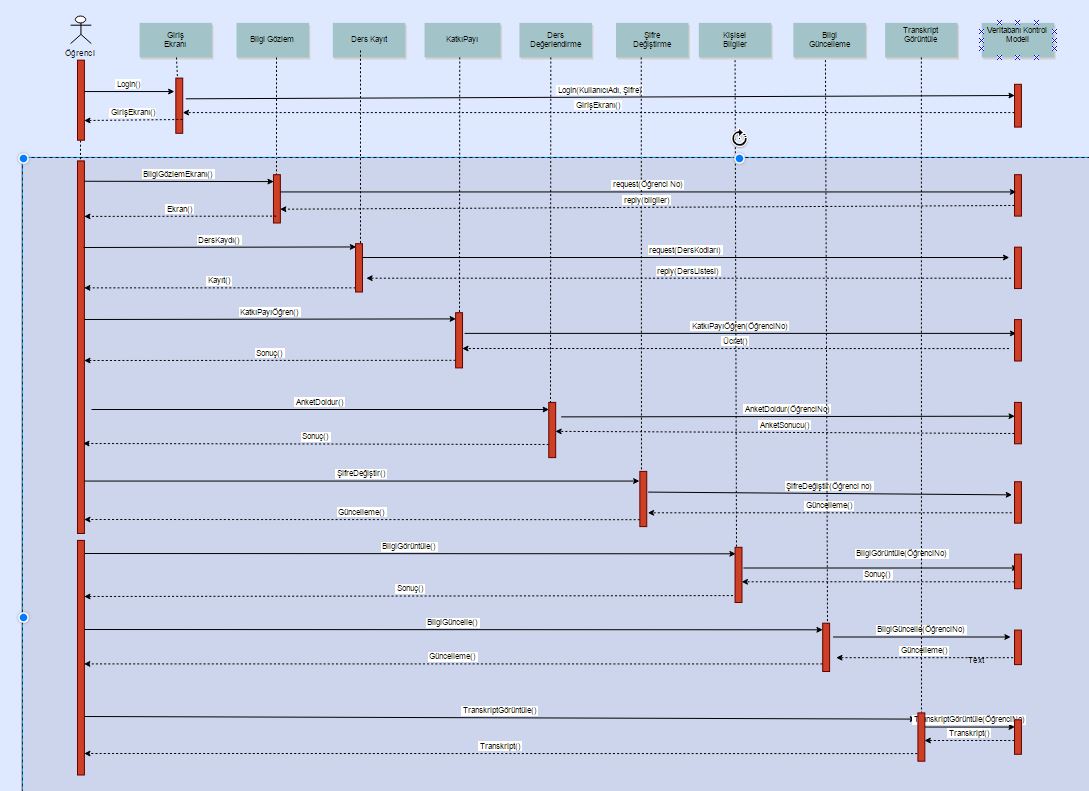 Öğrenci
Giriş
Ekranı
Bilgi Gözlem
Ders Kayıt
KatkıPayı
Ders
Değerlendirme
Şifre
Değiştirme
Kişisel
Bilgiler
Bilgi
Güncelleme
Transkript
Görüntüle
Veritabanı Kontrol
Modeli
Login()
Login(KullanıcıAdı, Şifre)
GirişEkranı()
GirişEkranı()
BilgiGözlemEkranı()
request(Öğrenci No)
reply(bilgiler)
Ekran()
DersKaydı()
request(DersKodları)
reply(DersListesi)
Kayıt()
KatkıPayıÖğren()
KatkıPayıÖğren(ÖğrenciNo)
Ücret()
Sonuç()
AnketDoldur()
AnketDoldur(ÖğrenciNo)
AnketSonucu()
Sonuç()
ŞifreDeğiştir()
ŞifreDeğiştir(Öğrenci no)
Güncelleme()
Güncelleme()
BilgiGörüntüle()
BilgiGörüntüle(ÖğrenciNo)
Sonuç()
Sonuç()
BilgiGüncelle()
BilgiGüncelle(ÖğrenciNo)
Güncelleme()
Güncelleme()
Text
TranskriptGörüntüle()
TranskriptGörüntüle(ÖğrenciNo)
Transkript()
Transkript()